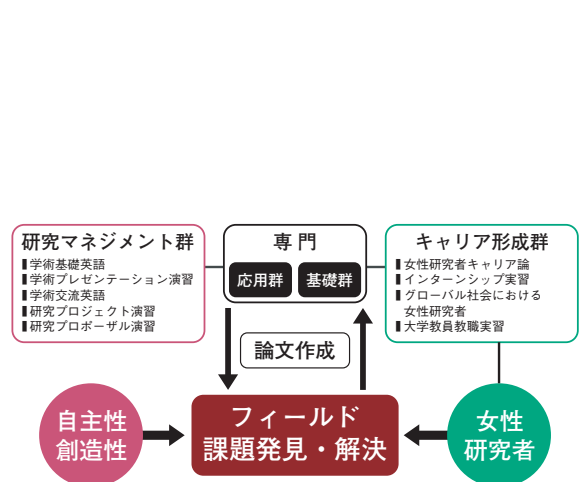 研究マネジメント群
▮学術基礎英語
▮学術プレゼンテーション演習
▮学術交流英語
▮研究プロジェクト演習
▮研究プロポーザル演習
専門
応用群
基礎群
キャリア形成群
▮女性研究者キャリア論
▮インターンシップ実習
▮グローバル社会における
女性研究者
▮大学教員教職実習
論文作成
自主性
創造性
フィールド
課題発見・解決
女性
研究者